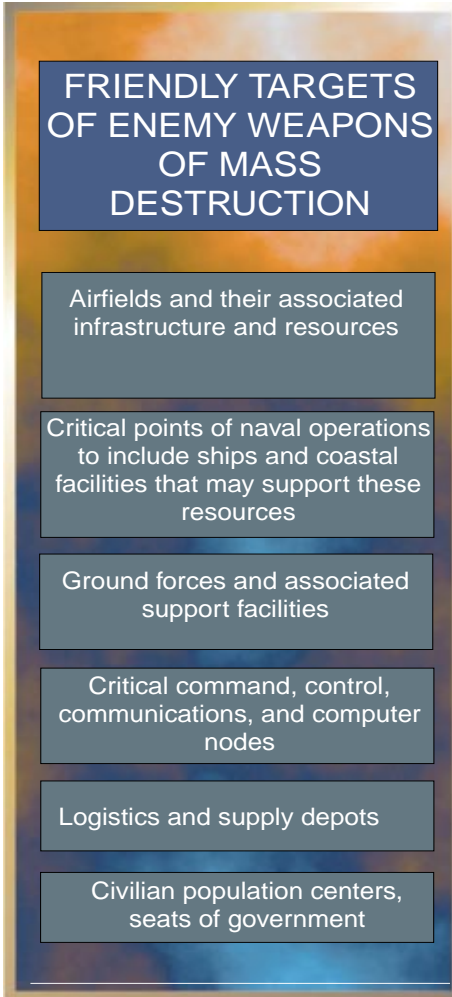 FRIENDLY TARGETS
OF ENEMY WEAPONS
OF MASS
DESTRUCTION
Airfields and their associated
infrastructure and resources
Critical points of naval operations
to include ships and coastal
facilities that may support these
resources
Ground forces and associated
support facilities
Critical command, control,
communications, and computer
nodes
Logistics and supply depots
Civilian population centers,
seats of government